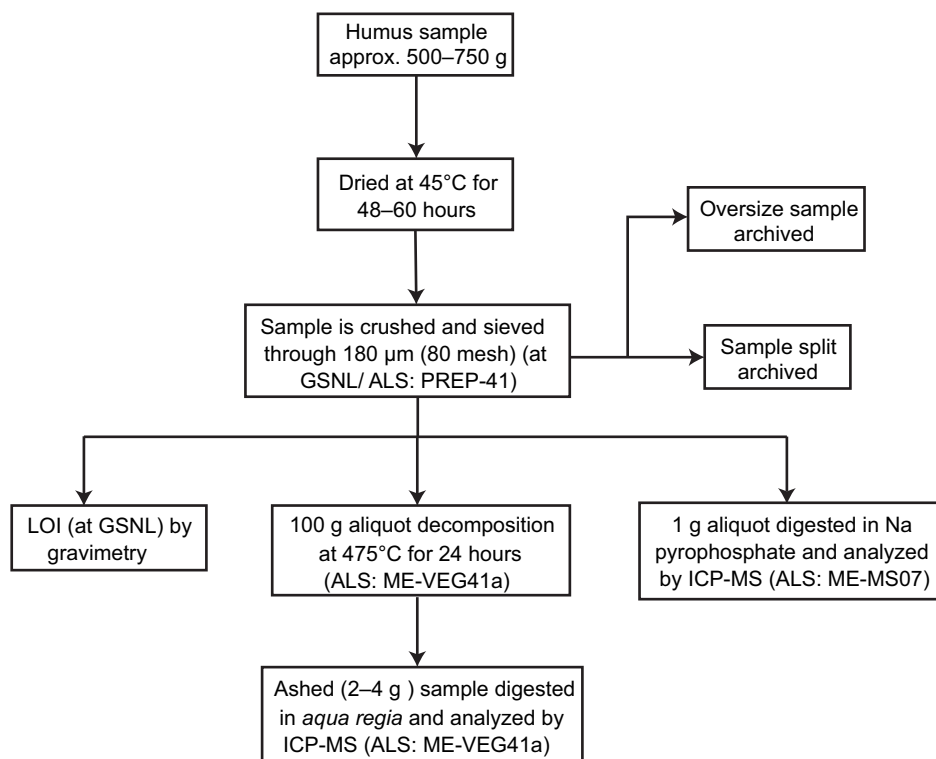 Humus sample
approx. 500–750 g
Dried at 45°C for
48–60 hours
Oversize sample
archived
Sample is crushed and sieved
through 180 µm (80 mesh) (at
GSNL/ ALS: PREP-41)
Sample split
archived
LOI (at GSNL) by
gravimetry
100 g aliquot decomposition
at 475°C for 24 hours
(ALS: ME-VEG41a)
1 g aliquot digested in Na
pyrophosphate and analyzed
by ICP-MS (ALS: ME-MS07)
Ashed (2–4 g ) sample digested
in aqua regia and analyzed by
ICP-MS (ALS: ME-VEG41a)